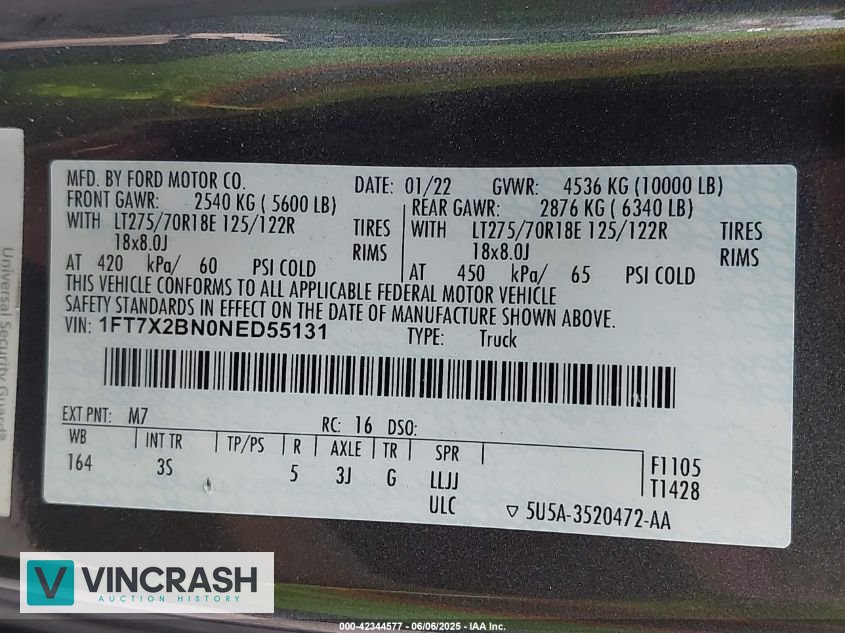 MFD. BY FORD MOTOR CO. DATE: 01/22 GVWR: 4536 KG (10000 LB)
FRONT GAWR: 2540 KG ( 5600 LB) REAR GAWR: 2876 KG ( 6340 LB)
WITH LT275/70R18E 125/122R TIRES WITH LT275/70R18E 125/122R TIRES
18x8.0J RIMS 18x8.0J RIMS
AT 420 kPa/ 60 PSI COLD AT 450 kPa/ 65 PSI COLD
THIS VEHICLE CONFORMS TO ALL APPLICABLE FEDERAL MOTOR VEHICLE
SAFETY STANDARDS IN EFFECT ON THE DATE OF MANUFACTURE SHOWN ABOVE.
VIN: 1FT7X2BN0NED55131 TYPE: Truck
EXT PNT: M7 RC: 16 DSO:
WB INT TR TP/PS R AXLE TR SPR F1105
164 3S 5 3J G LLJJ T1428
ULC ▽ 5U5A-3520472-AA
Universal Security Guard®
VINCRASH
AUCTION HISTORY
000-42344577 - 06/06/2025 - IAA Inc.